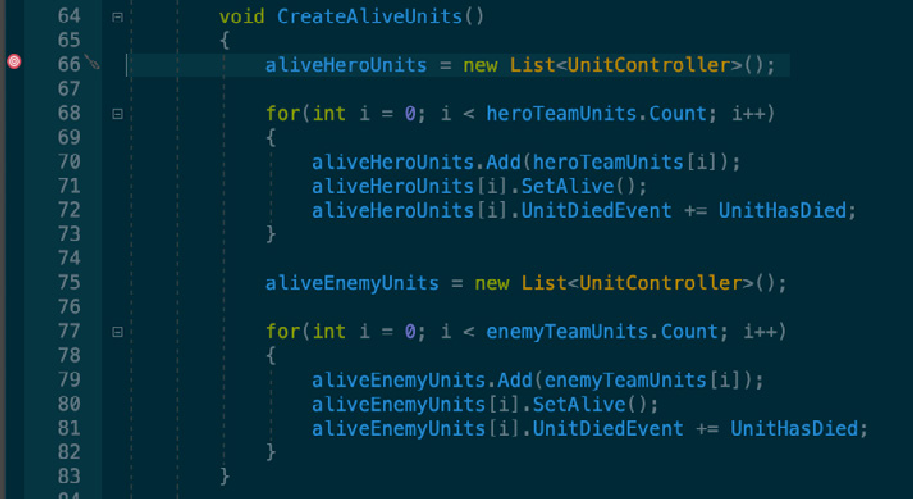 64 void CreateAliveUnits()
65 {
66 aliveHeroUnits = new List<UnitController>();
67
68 for(int i = 0; i < heroTeamUnits.Count; i++)
69 {
70 aliveHeroUnits.Add(heroTeamUnits[i]);
71 aliveHeroUnits[i].SetAlive();
72 aliveHeroUnits[i].UnitDiedEvent += UnitHasDied;
73 }
74
75 aliveEnemyUnits = new List<UnitController>();
76
77 for(int i = 0; i < enemyTeamUnits.Count; i++)
78 {
79 aliveEnemyUnits.Add(enemyTeamUnits[i]);
80 aliveEnemyUnits[i].SetAlive();
81 aliveEnemyUnits[i].UnitDiedEvent += UnitHasDied;
82 }
83 }
84